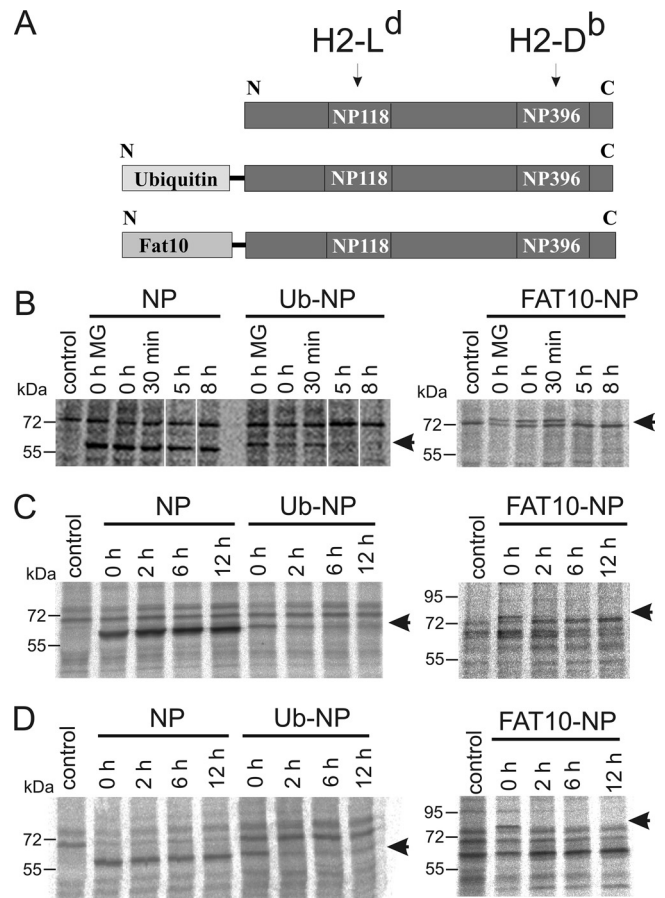 A
H2-Lᵈ H2-Dᵇ
N C
NP118 NP396
N C
Ubiquitin NP118 NP396
N C
Fat10 NP118 NP396
B NP Ub-NP FAT10-NP
kDa control 0 h MG 0 h 30 min 5 h 8 h 0 h MG 0 h 30 min 5 h 8 h control 0 h MG 0 h 30 min 5 h 8 h
72 72
55 55
C NP Ub-NP FAT10-NP
kDa control 0 h 2 h 6 h 12 h 0 h 2 h 6 h 12 h control 0 h 2 h 6 h 12 h
95
72 72
55 55
D NP Ub-NP FAT10-NP
kDa control 0 h 2 h 6 h 12 h 0 h 2 h 6 h 12 h control 0 h 2 h 6 h 12 h
95
72 72
55 55